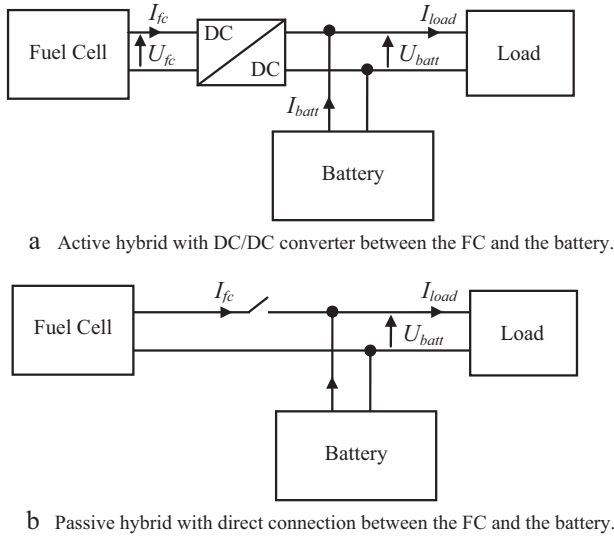 I_fc
I_load
Fuel Cell
U_fc
DC
DC
U_batt
Load
I_batt
Battery
a Active hybrid with DC/DC converter between the FC and the battery.
I_fc
I_load
Fuel Cell
U_batt
Load
Battery
b Passive hybrid with direct connection between the FC and the battery.